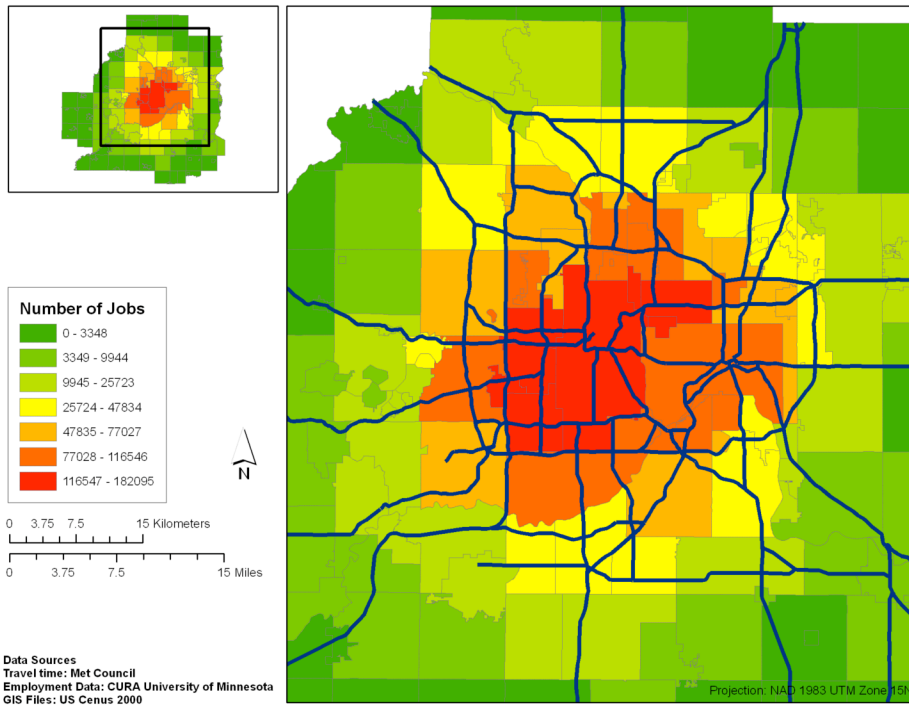 Number of Jobs
0 - 3348
3349 - 9944
9945 - 25723
25724 - 47834
47835 - 77027
77028 - 116546
116547 - 182095
N
0 3.75 7.5 15 Kilometers
0 3.75 7.5 15 Miles
Data Sources
Travel time: Met Council
Employment Data: CURA University of Minnesota
GIS Files: US Cenus 2000
Projection: NAD 1983 UTM Zone 15N